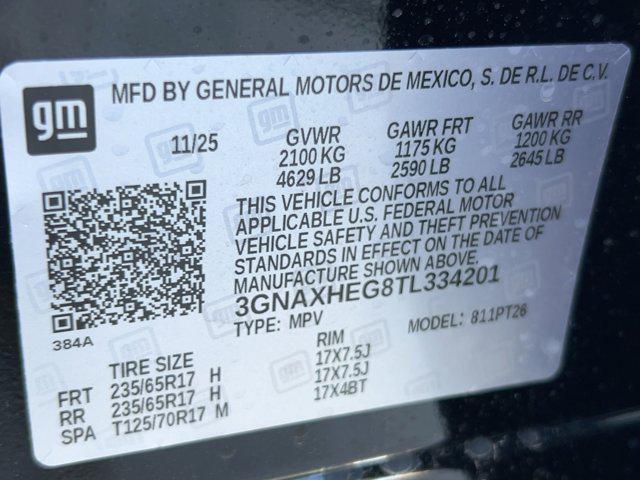 gm
MFD BY GENERAL MOTORS DE MEXICO, S. DE R.L. DE C.V.
11/25 GVWR GAWR FRT GAWR RR
2100 KG 1175 KG 1200 KG
4629 LB 2590 LB 2645 LB
THIS VEHICLE CONFORMS TO ALL
APPLICABLE U.S. FEDERAL MOTOR
VEHICLE SAFETY AND THEFT PREVENTION
STANDARDS IN EFFECT ON THE DATE OF
MANUFACTURE SHOWN ABOVE.
3GNAXHEG8TL334201
TYPE: MPV MODEL: 811PT26
384A
TIRE SIZE RIM
FRT 235/65R17 H 17X7.5J
RR 235/65R17 H 17X7.5J
SPA T125/70R17 M 17X4BT